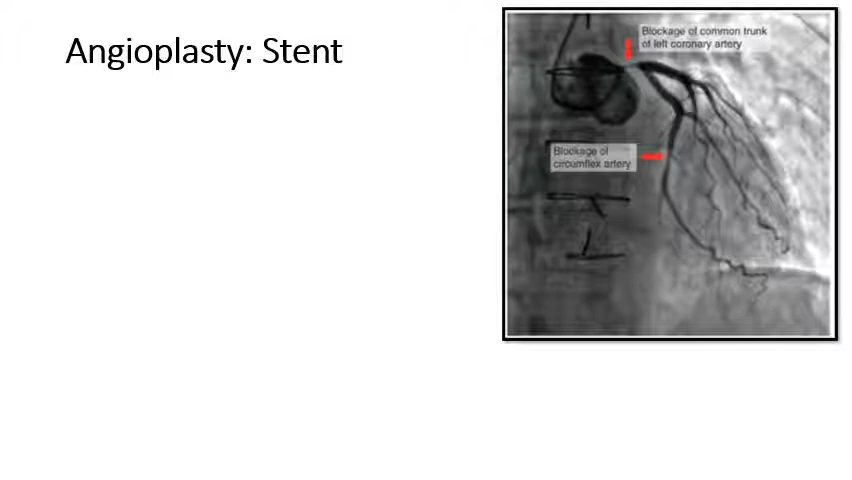 Angioplasty: Stent
Blockage of common trunk
of left coronary artery
Blockage of
circumflex artery